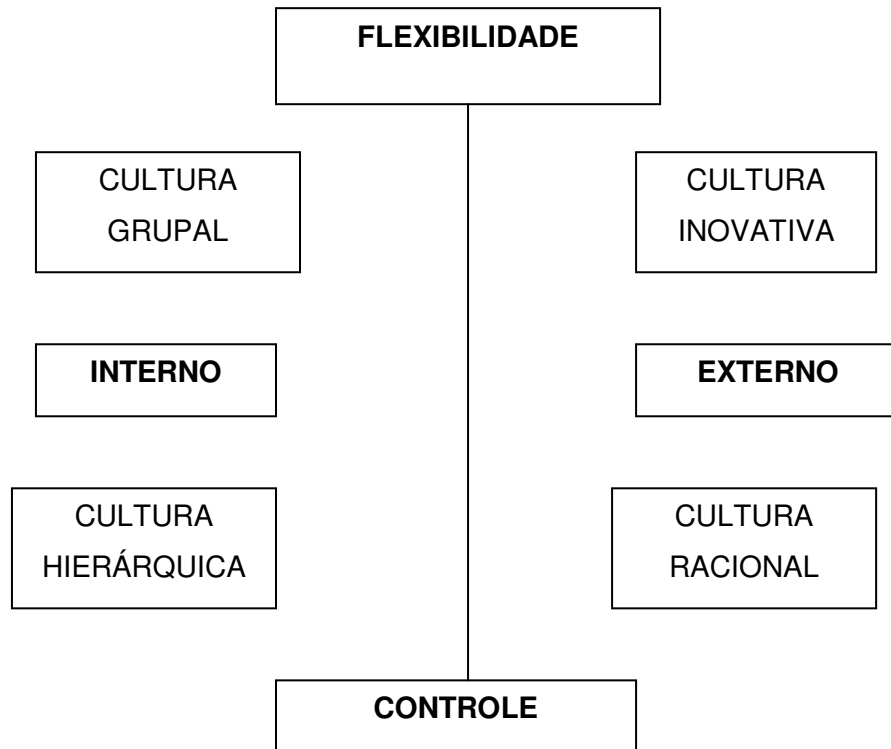 FLEXIBILIDADE
CULTURA
GRUPAL
CULTURA
INOVATIVA
INTERNO
EXTERNO
CULTURA
HIERÁRQUICA
CULTURA
RACIONAL
CONTROLE